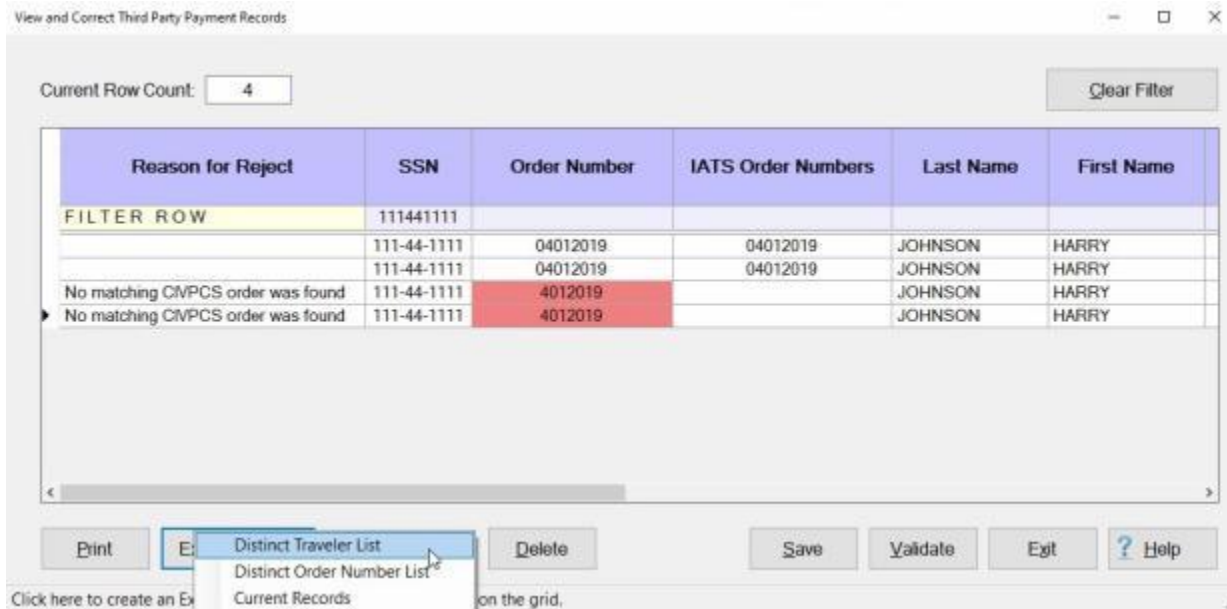 View and Correct Third Party Payment Records
Current Row Count: 4 Clear Filter
Reason for Reject SSN Order Number IATS Order Numbers Last Name First Name
FILTER ROW 111441111
111-44-1111 04012019 04012019 JOHNSON HARRY
111-44-1111 04012019 04012019 JOHNSON HARRY
No matching CIVPCS order was found 111-44-1111 4012019 JOHNSON HARRY
No matching CIVPCS order was found 111-44-1111 4012019 JOHNSON HARRY
Print Distinct Traveler List Delete Save Validate Exit ? Help
Distinct Order Number List
Click here to create an Current Records on the grid.